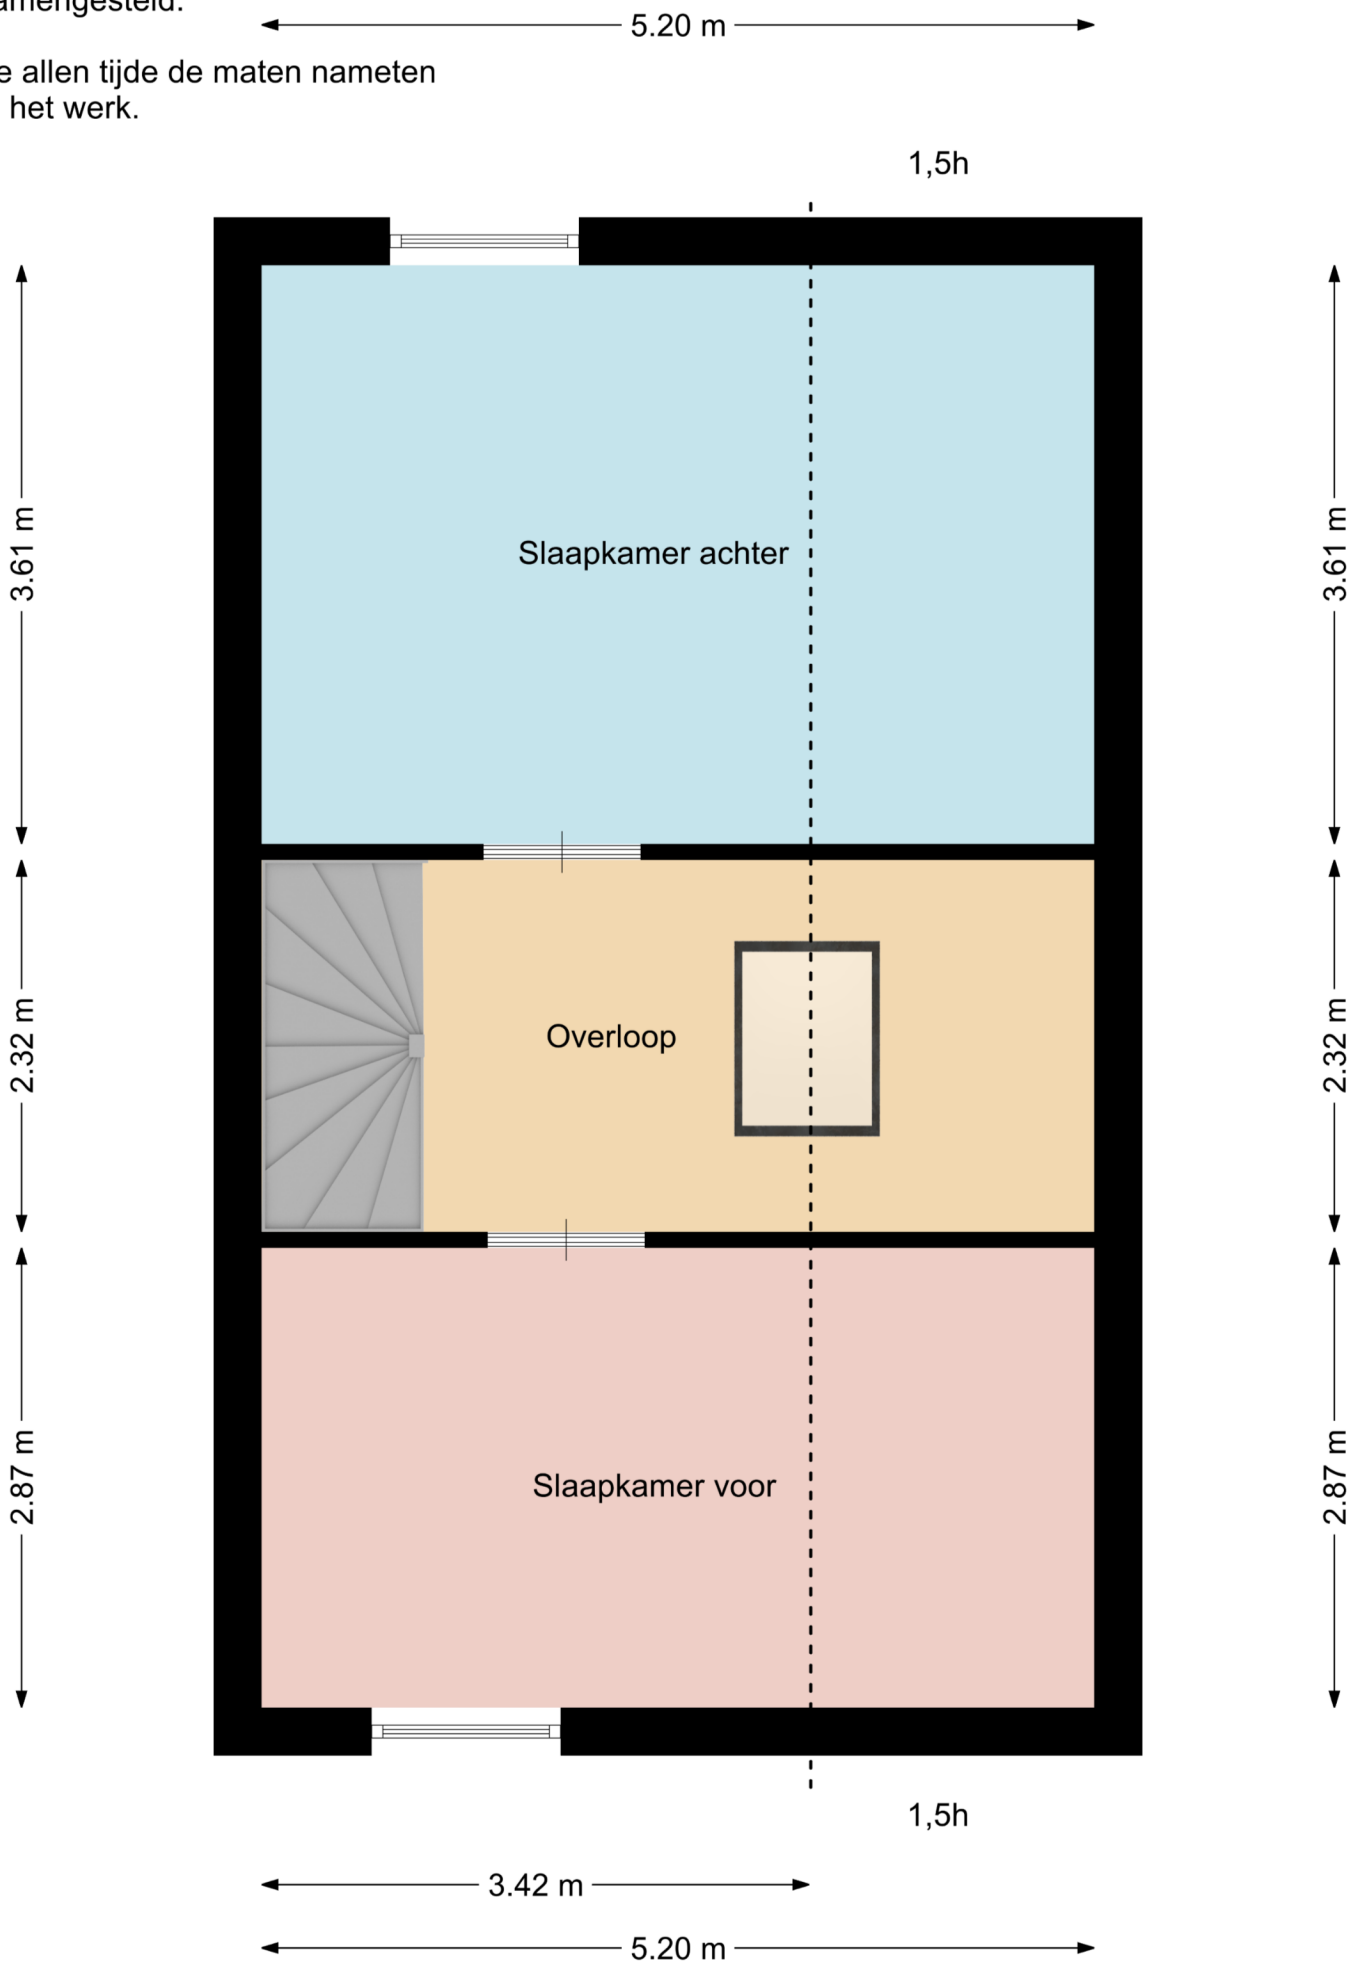 5.20 m
e allen tijde de maten nameten
het werk.
1,5h
3.61 m
3.61 m
Slaapkamer achter
2.32 m
Overloop
2.32 m
2.87 m
Slaapkamer voor
2.87 m
1,5h
3.42 m
5.20 m